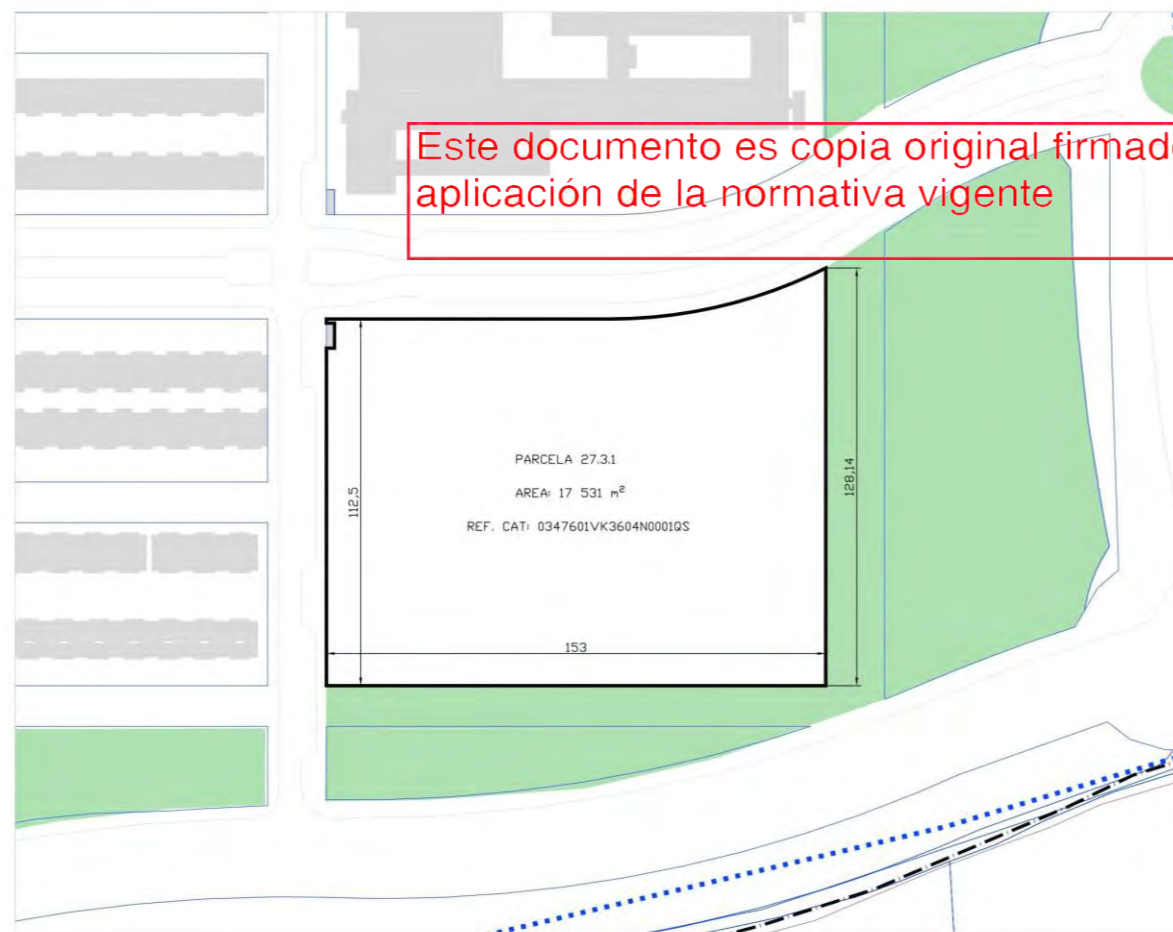 Este documento es copia original firmado
aplicación de la normativa vigente
PARCELA 27.3.1
AREA: 17 531 m²
REF. CAT: 0347601VK3604N0001QS
112,5
128,14
153